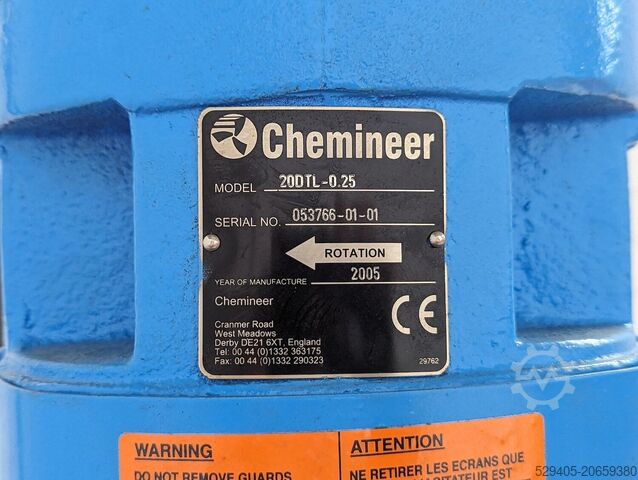 Chemineer
MODEL 20DTL-0.25
SERIAL NO. 053766-01-01
ROTATION
YEAR OF MANUFACTURE 2005
Chemineer
CE
Cranmer Road
West Meadows
Derby DE21 6XT, England
Tel: 00 44 (0)1332 363175
Fax: 00 44 (0)1332 290323
29762
WARNING
DO NOT REMOVE GUARDS
ATTENTION
NE RETIRER LES ECRANS QUE
529405-20659380